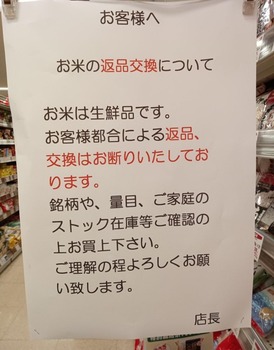 お客様へ
お米の返品交換について
お米は生鮮品です。
お客様都合による返品、
交換はお断りいたしてお
ります。
銘柄や、量目、ご家庭の
ストック在庫等ご確認の
上お買上下さい。
ご理解の程よろしくお願
い致します。
店長